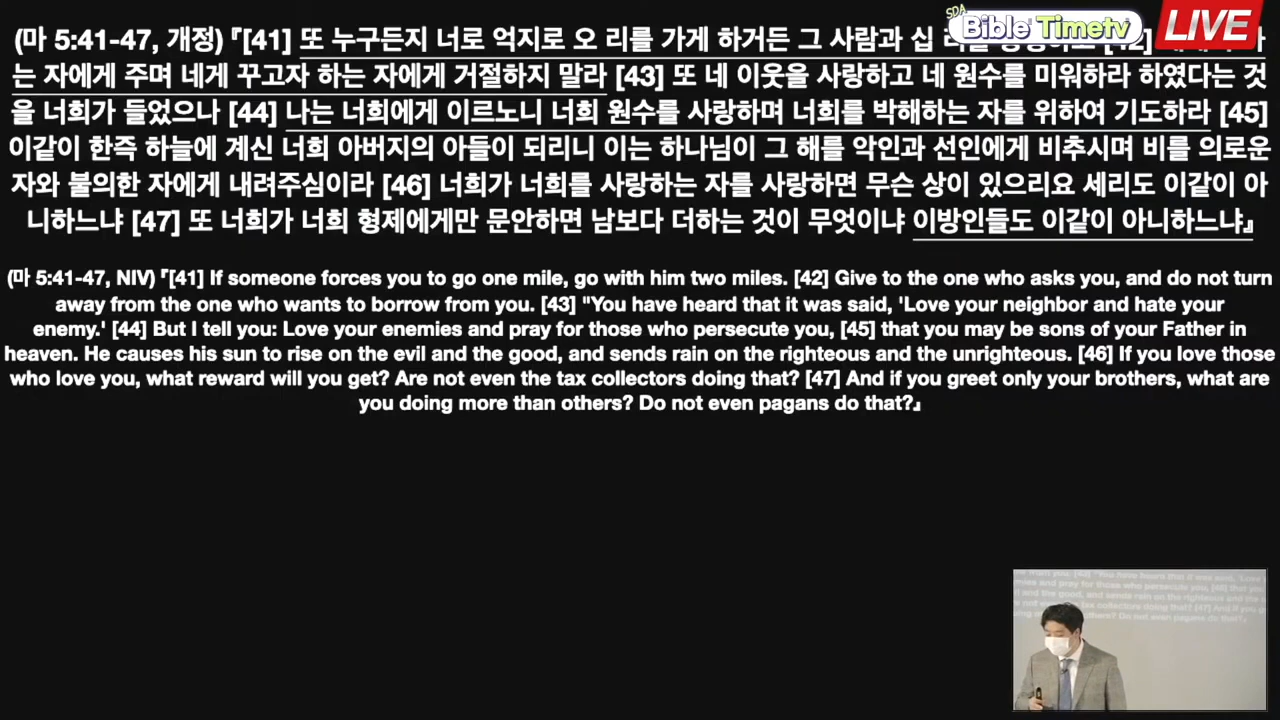 SDA
Bible Timetv
LIVE
(마 5:41-47, 개정)『[41] 또 누구든지 너로 억지로 오 리를 가게 하거든 그 사람과 십
는 자에게 주며 네게 꾸고자 하는 자에게 거절하지 말라 [43] 또 네 이웃을 사랑하고 네 원수를 미워하라 하였다는 것
을 너희가 들었으나 [44] 나는 너희에게 이르노니 너희 원수를 사랑하며 너희를 박해하는 자를 위하여 기도하라 [45]
이같이 한즉 하늘에 계신 너희 아버지의 아들이 되리니 이는 하나님이 그 해를 악인과 선인에게 비추시며 비를 의로운
자와 불의한 자에게 내려주심이라 [46] 너희가 너희를 사랑하는 자를 사랑하면 무슨 상이 있으리요 세리도 이같이 아
니하느냐 [47] 또 너희가 너희 형제에게만 문안하면 남보다 더하는 것이 무엇이냐 이방인들도 이같이 아니하느냐』
(마 5:41-47, NIV)『[41] If someone forces you to go one mile, go with him two miles. [42] Give to the one who asks you, and do not turn
away from the one who wants to borrow from you. [43] "You have heard that it was said, 'Love your neighbor and hate your
enemy.' [44] But I tell you: Love your enemies and pray for those who persecute you, [45] that you may be sons of your Father in
heaven. He causes his sun to rise on the evil and the good, and sends rain on the righteous and the unrighteous. [46] If you love those
who love you, what reward will you get? Are not even the tax collectors doing that? [47] And if you greet only your brothers, what are
you doing more than others? Do not even pagans do that?』